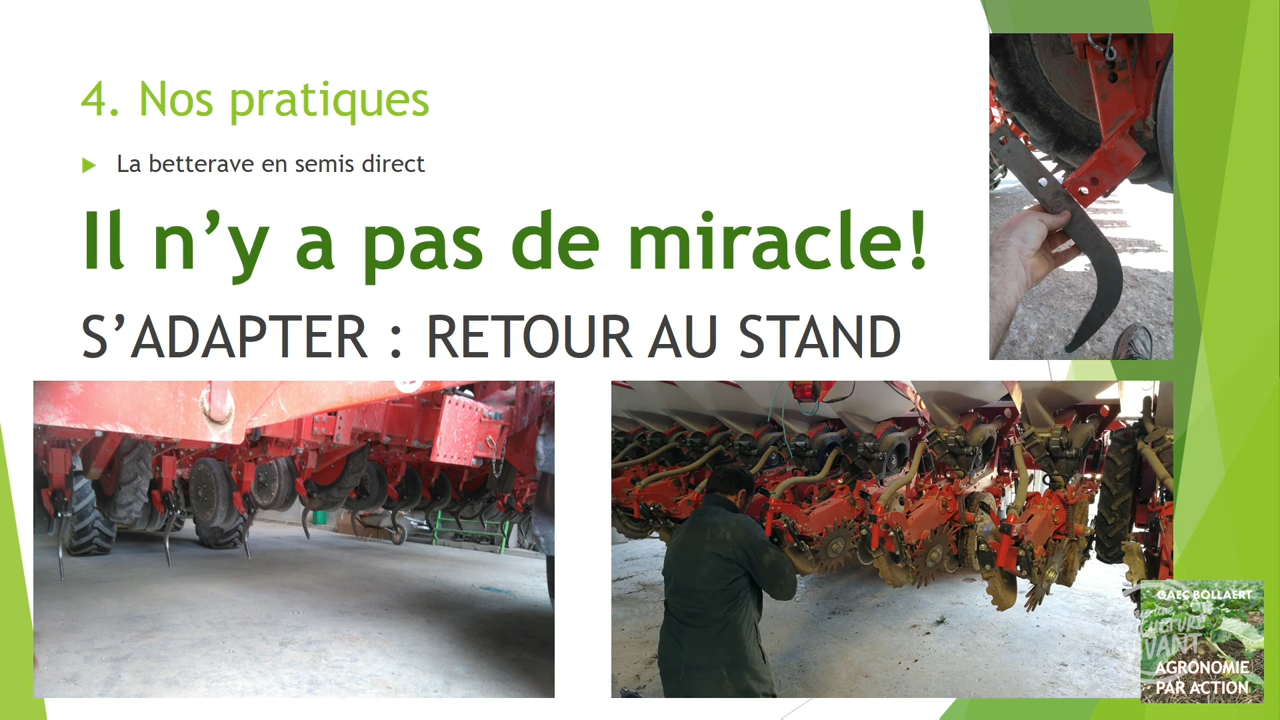 4. Nos pratiques
La betterave en semis direct
Il n’y a pas de miracle!
S’ADAPTER : RETOUR AU STAND
GAEC BOLLAERT
VANT
AGRONOMIE
PAR ACTION